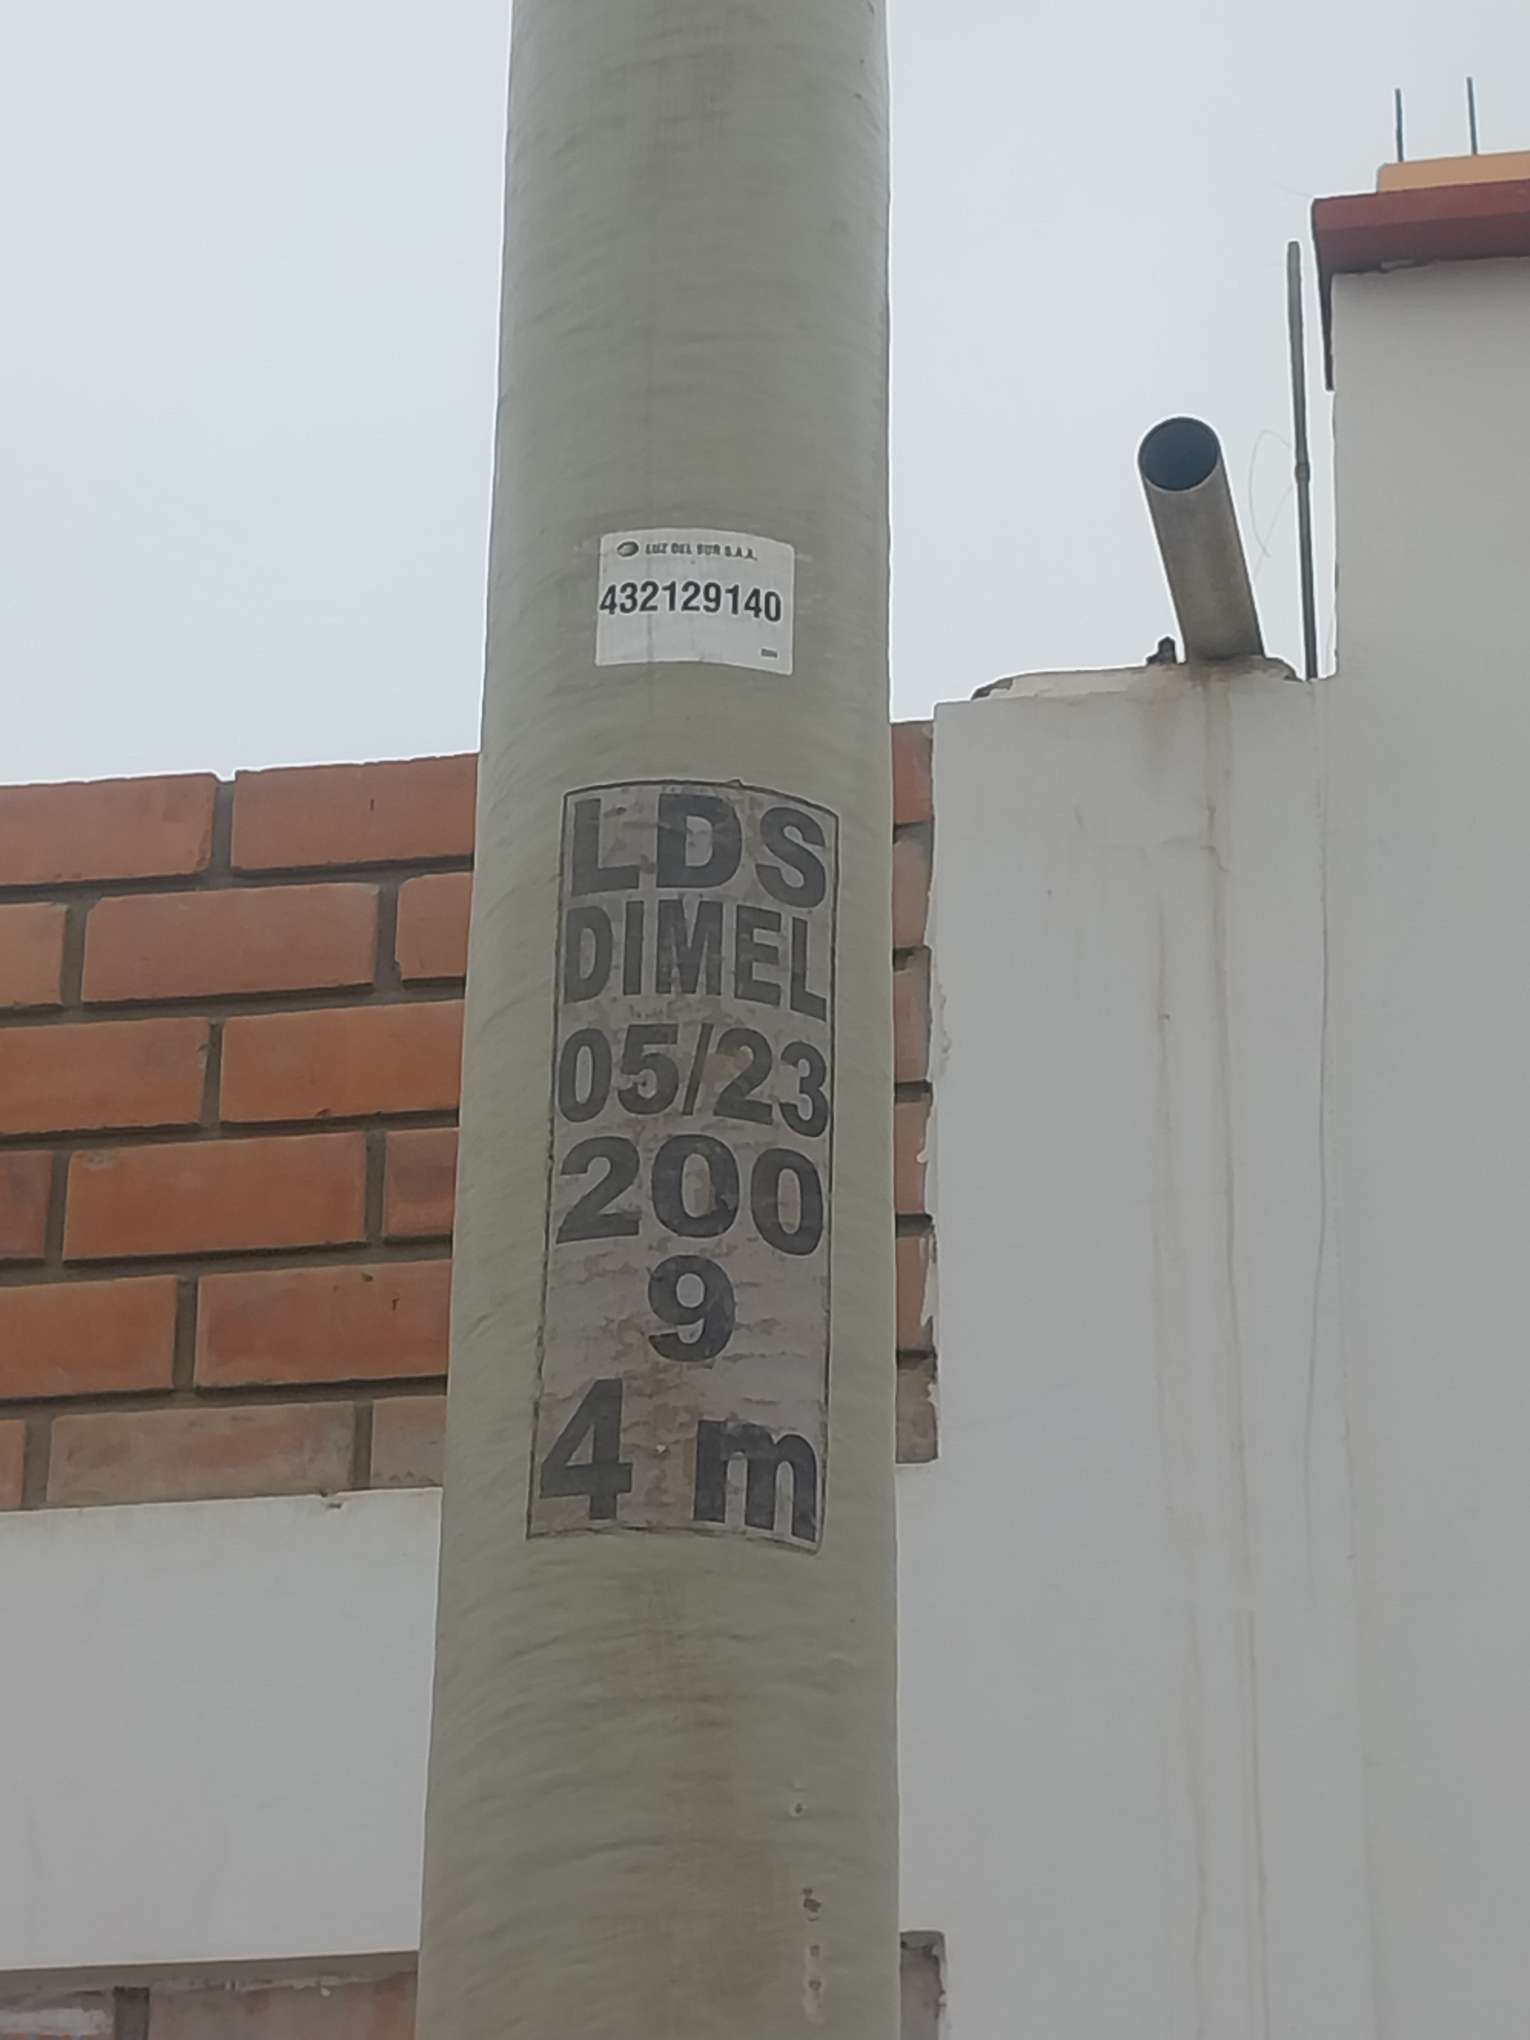 LUZ DEL SUR S.A.A.
432129140
LDS
DIMEL
05/23
200
9
4 m